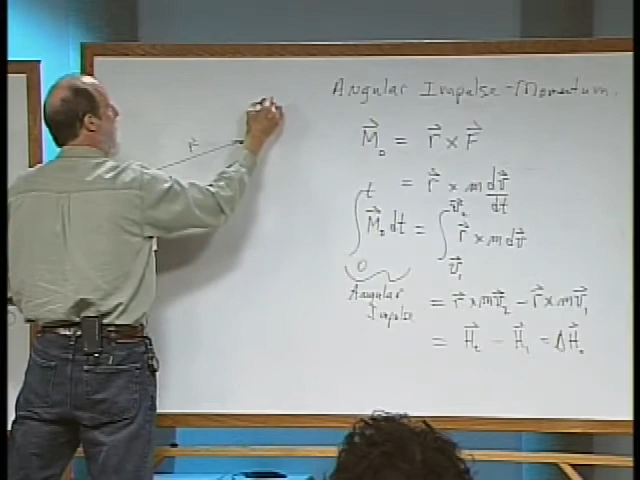 Angular Impulse-Momentum.
r⃗
M⃗₀ = r⃗ × F⃗
= r⃗ × m dv⃗/dt
∫₀ᵗ M⃗₀ dt = ∫_v⃗₁^v⃗₂ r⃗ × m dv⃗
Angular
Impulse
= r⃗ × mv⃗₂ - r⃗ × mv⃗₁
= H⃗₂ - H⃗₁ = ΔH⃗₀